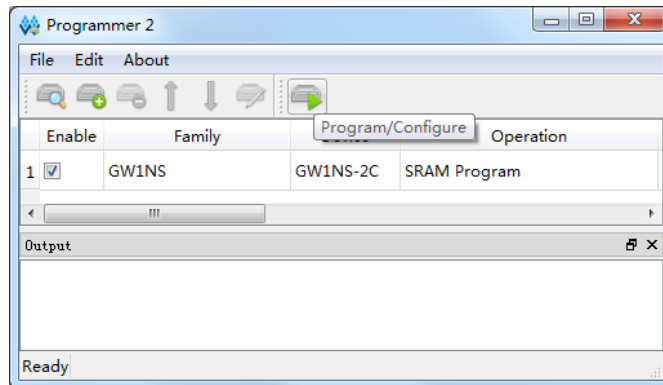 Programmer 2
File Edit About
Program/Configure
Enable Family Operation
1 GW1NS GW1NS-2C SRAM Program
Output
Ready